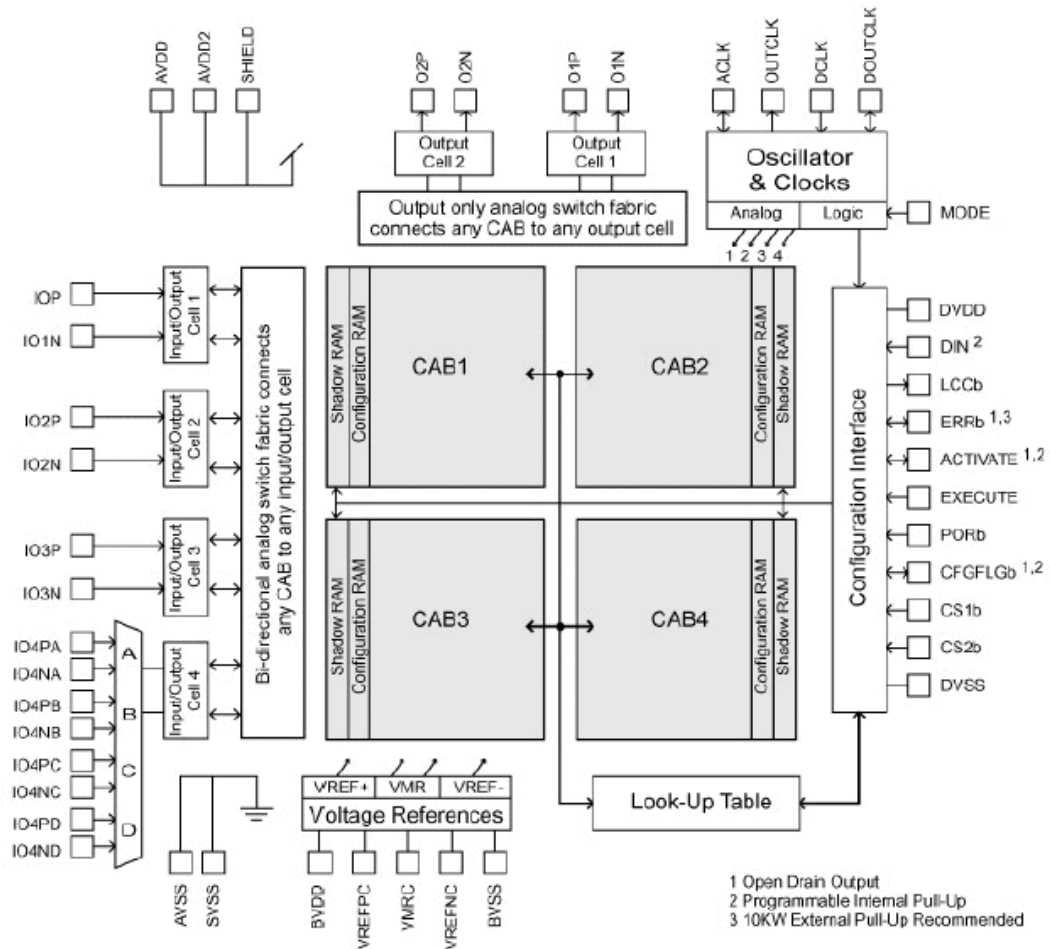 AVDD
AVDD2
SHIELD
O2P
O2N
O1P
O1N
ACLK
OUTCLK
DCLK
DOUTCLK
Output
Cell 2
Output
Cell 1
Oscillator
& Clocks
Analog
Logic
MODE
Output only analog switch fabric
connects any CAB to any output cell
1 2 3 4
IOP
IO1N
IO2P
IO2N
IO3P
IO3N
IO4PA
IO4NA
IO4PB
IO4NB
IO4PC
IO4NC
IO4PD
IO4ND
A
B
C
D
Input/Output
Cell 1
Input/Output
Cell 2
Input/Output
Cell 3
Input/Output
Cell 4
Bi-directional analog switch fabric connects
any CAB to any input/output cell
Shadow RAM
Configuration RAM
CAB1
CAB2
Configuration RAM
Shadow RAM
Shadow RAM
Configuration RAM
CAB3
CAB4
Configuration RAM
Shadow RAM
Configuration Interface
DVDD
DIN 2
LCCb
ERRb 1,3
ACTIVATE 1,2
EXECUTE
PORb
CFGFLGb 1,2
CS1b
CS2b
DVSS
VREF+
VMR
VREF-
Voltage References
Look-Up Table
AVSS
SVSS
BVDD
VREFPC
VMRC
VREFNC
BVSS
1 Open Drain Output
2 Programmable Internal Pull-Up
3 10KW External Pull-Up Recommended